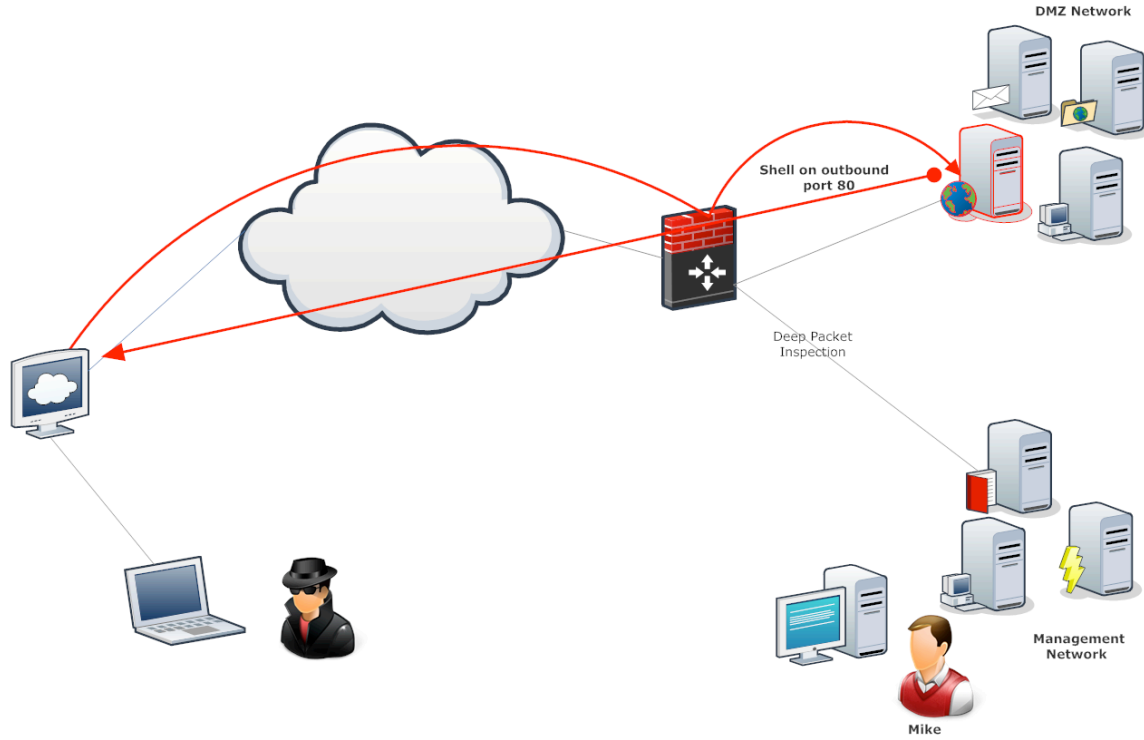 DMZ Network
Shell on outbound
port 80
Deep Packet
Inspection
Management
Network
Mike